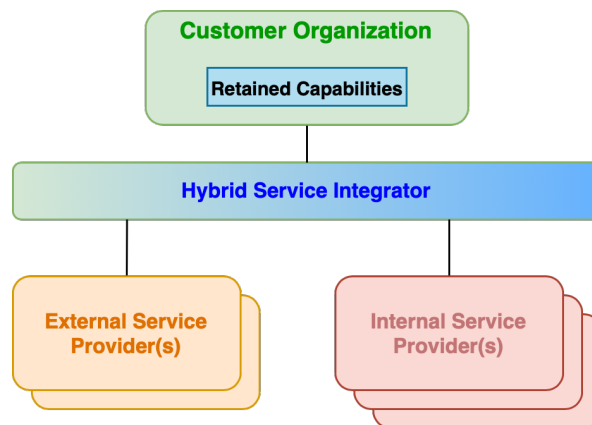 Customer Organization
Retained Capabilities
Hybrid Service Integrator
External Service
Provider(s)
Internal Service
Provider(s)